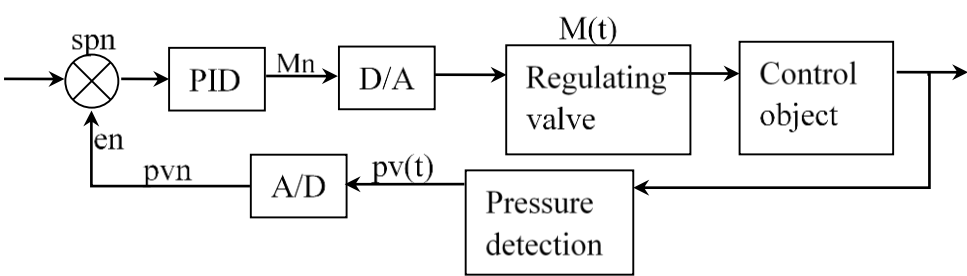 spn
M(t)
PID
Mn
D/A
Regulating
valve
Control
object
en
pvn
A/D
pv(t)
Pressure
detection